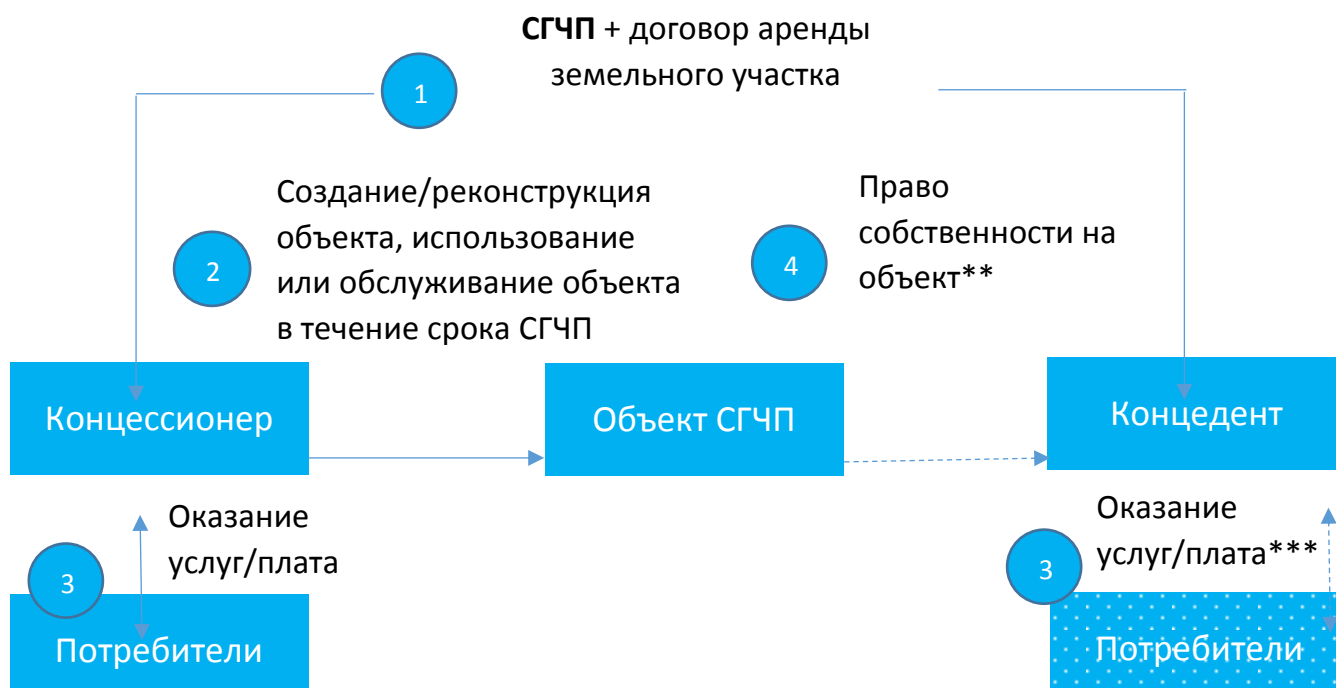 СГЧП + договор аренды
земельного участка
1
Создание/реконструкция
объекта, использование
или обслуживание объекта
в течение срока СГЧП
2
Право
собственности на
объект**
4
Концессионер
Объект СГЧП
Концедент
Оказание
услуг/плата
3
Оказание
услуг/плата***
3
Потребители
Потребители